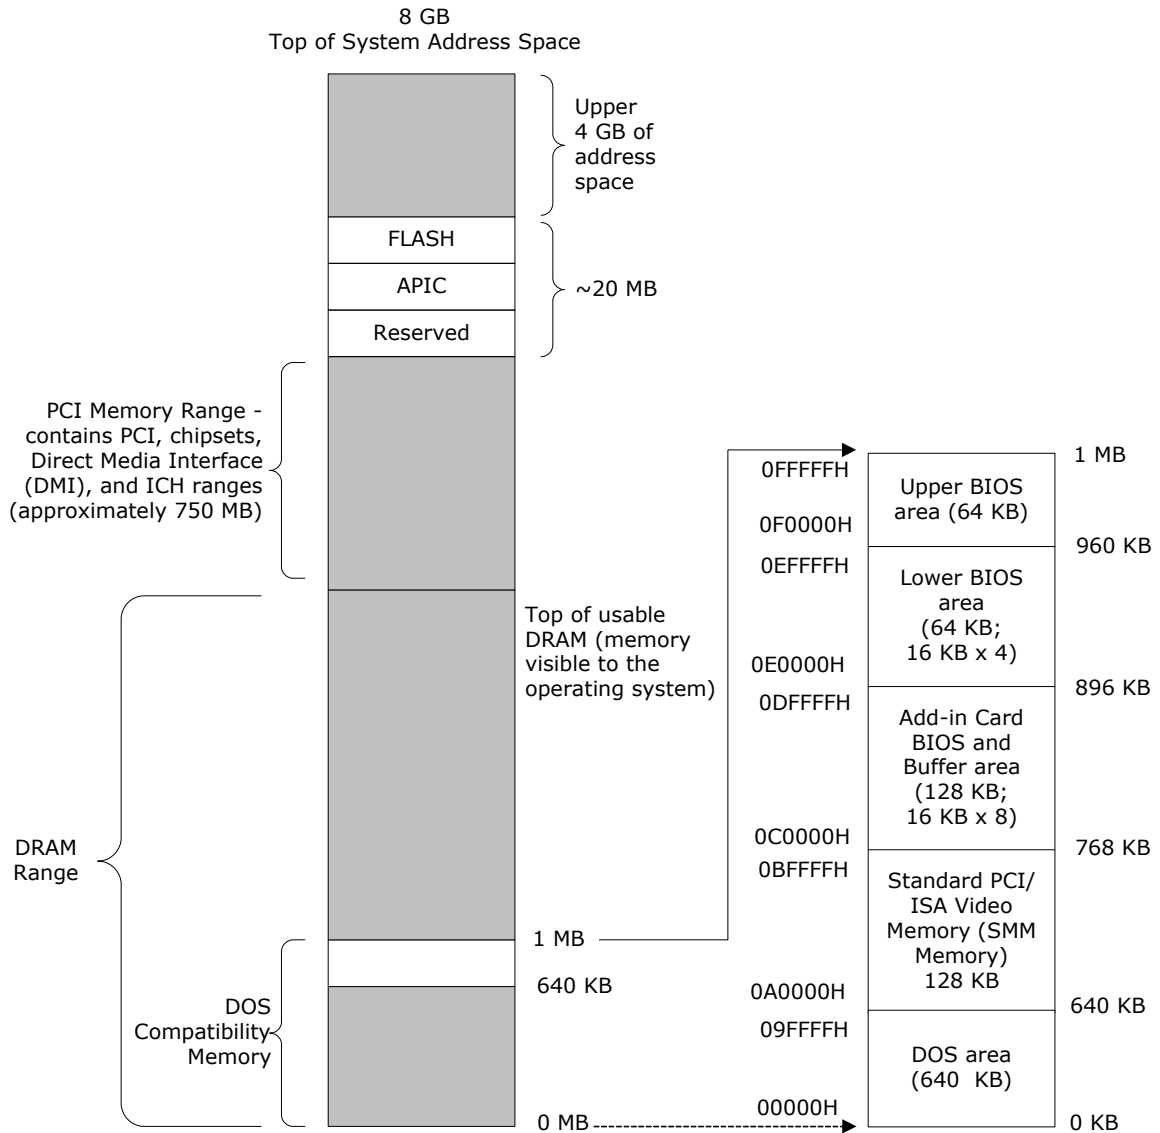 8 GB
Top of System Address Space
Upper
4 GB of
address
space
FLASH
APIC
Reserved
~20 MB
PCI Memory Range -
contains PCI, chipsets,
Direct Media Interface
(DMI), and ICH ranges
(approximately 750 MB)
Top of usable
DRAM (memory
visible to the
operating system)
DRAM
Range
1 MB
640 KB
DOS
Compatibility
Memory
0 MB
1 MB
0FFFFFH
Upper BIOS
area (64 KB)
0F0000H
960 KB
0EFFFFH
Lower BIOS
area
(64 KB;
16 KB x 4)
0E0000H
896 KB
0DFFFFH
Add-in Card
BIOS and
Buffer area
(128 KB;
16 KB x 8)
0C0000H
768 KB
0BFFFFH
Standard PCI/
ISA Video
Memory (SMM
Memory)
128 KB
0A0000H
640 KB
09FFFFH
DOS area
(640 KB)
00000H
0 KB